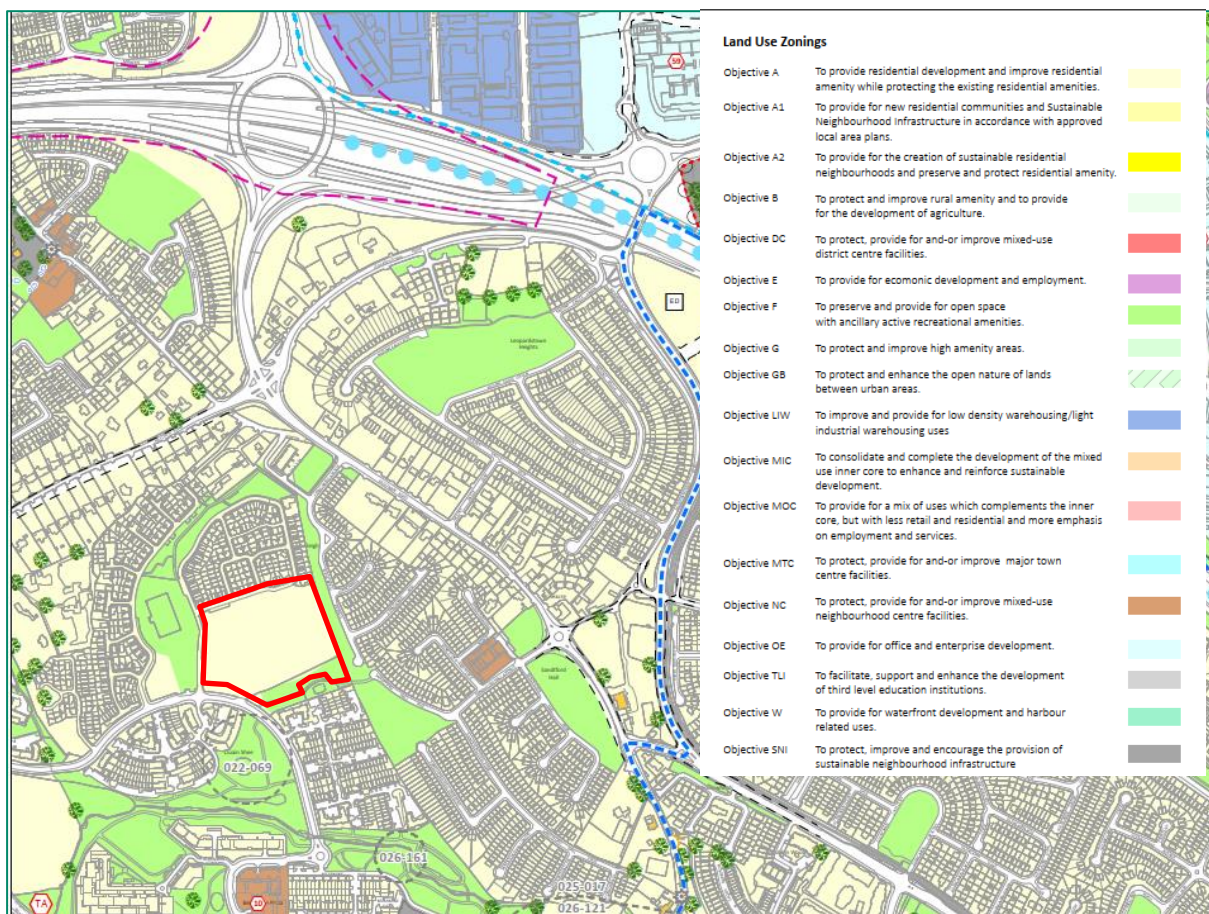 Land Use Zonings
Objective A To provide residential development and improve residential
amenity while protecting the existing residential amenities.
Objective A1 To provide for new residential communities and Sustainable
Neighbourhood Infrastructure in accordance with approved
local area plans.
Objective A2 To provide for the creation of sustainable residential
neighbourhoods and preserve and protect residential amenity.
Objective B To protect and improve rural amenity and to provide
for the development of agriculture.
Objective DC To protect, provide for and-or improve mixed-use
district centre facilities.
Objective E To provide for ecomonic development and employment.
Objective F To preserve and provide for open space
with ancillary active recreational amenities.
Objective G To protect and improve high amenity areas.
Objective GB To protect and enhance the open nature of lands
between urban areas.
Objective LIW To improve and provide for low density warehousing/light
industrial warehousing uses
Objective MIC To consolidate and complete the development of the mixed
use inner core to enhance and reinforce sustainable
development.
Objective MOC To provide for a mix of uses which complements the inner
core, but with less retail and residential and more emphasis
on employment and services.
Objective MTC To protect, provide for and-or improve major town
centre facilities.
Objective NC To protect, provide for and-or improve mixed-use
neighbourhood centre facilities.
Objective OE To provide for office and enterprise development.
Objective TLI To facilitate, support and enhance the development
of third level education institutions.
Objective W To provide for waterfront development and harbour
related uses.
Objective SNI To protect, improve and encourage the provision of
sustainable neighbourhood infrastructure
59
ED
Leopardstown
Heights
Sandyford
Hall
022-069
026-161
025-017
026-121
TA
10